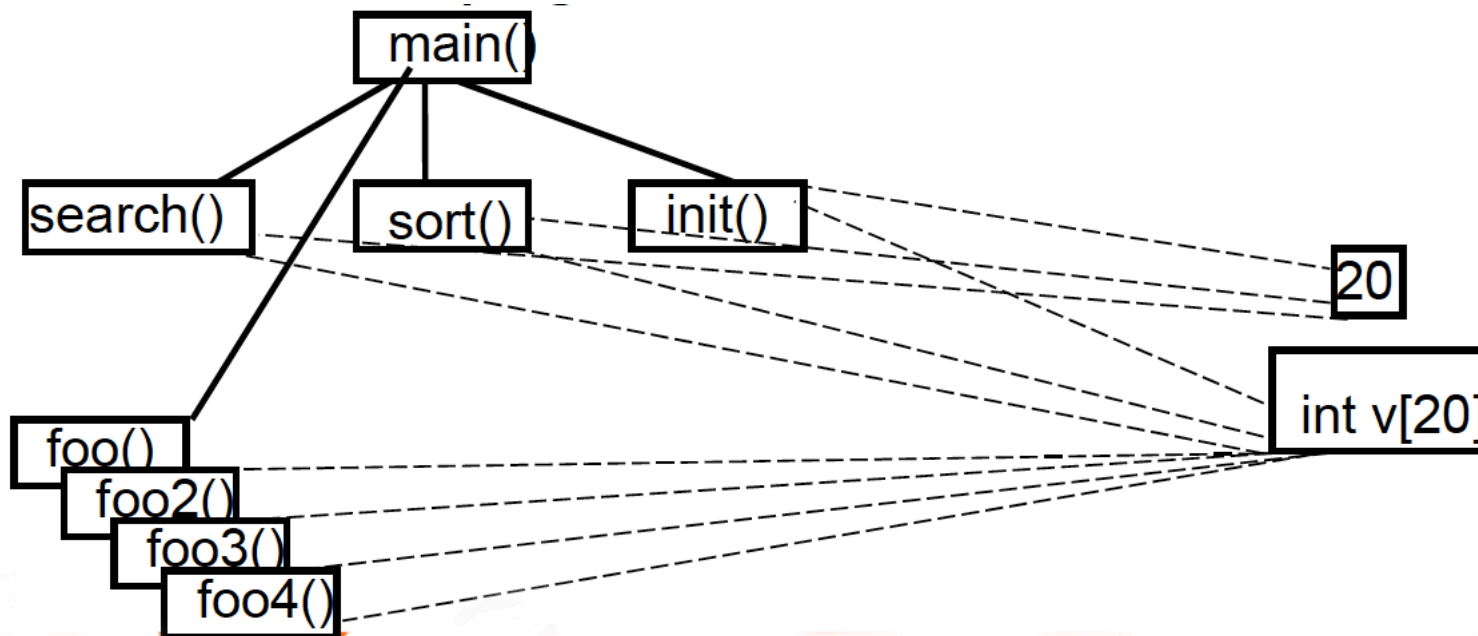 main()
search()
sort()
init()
20
int v[20]
foo()
foo2()
foo3()
foo4()